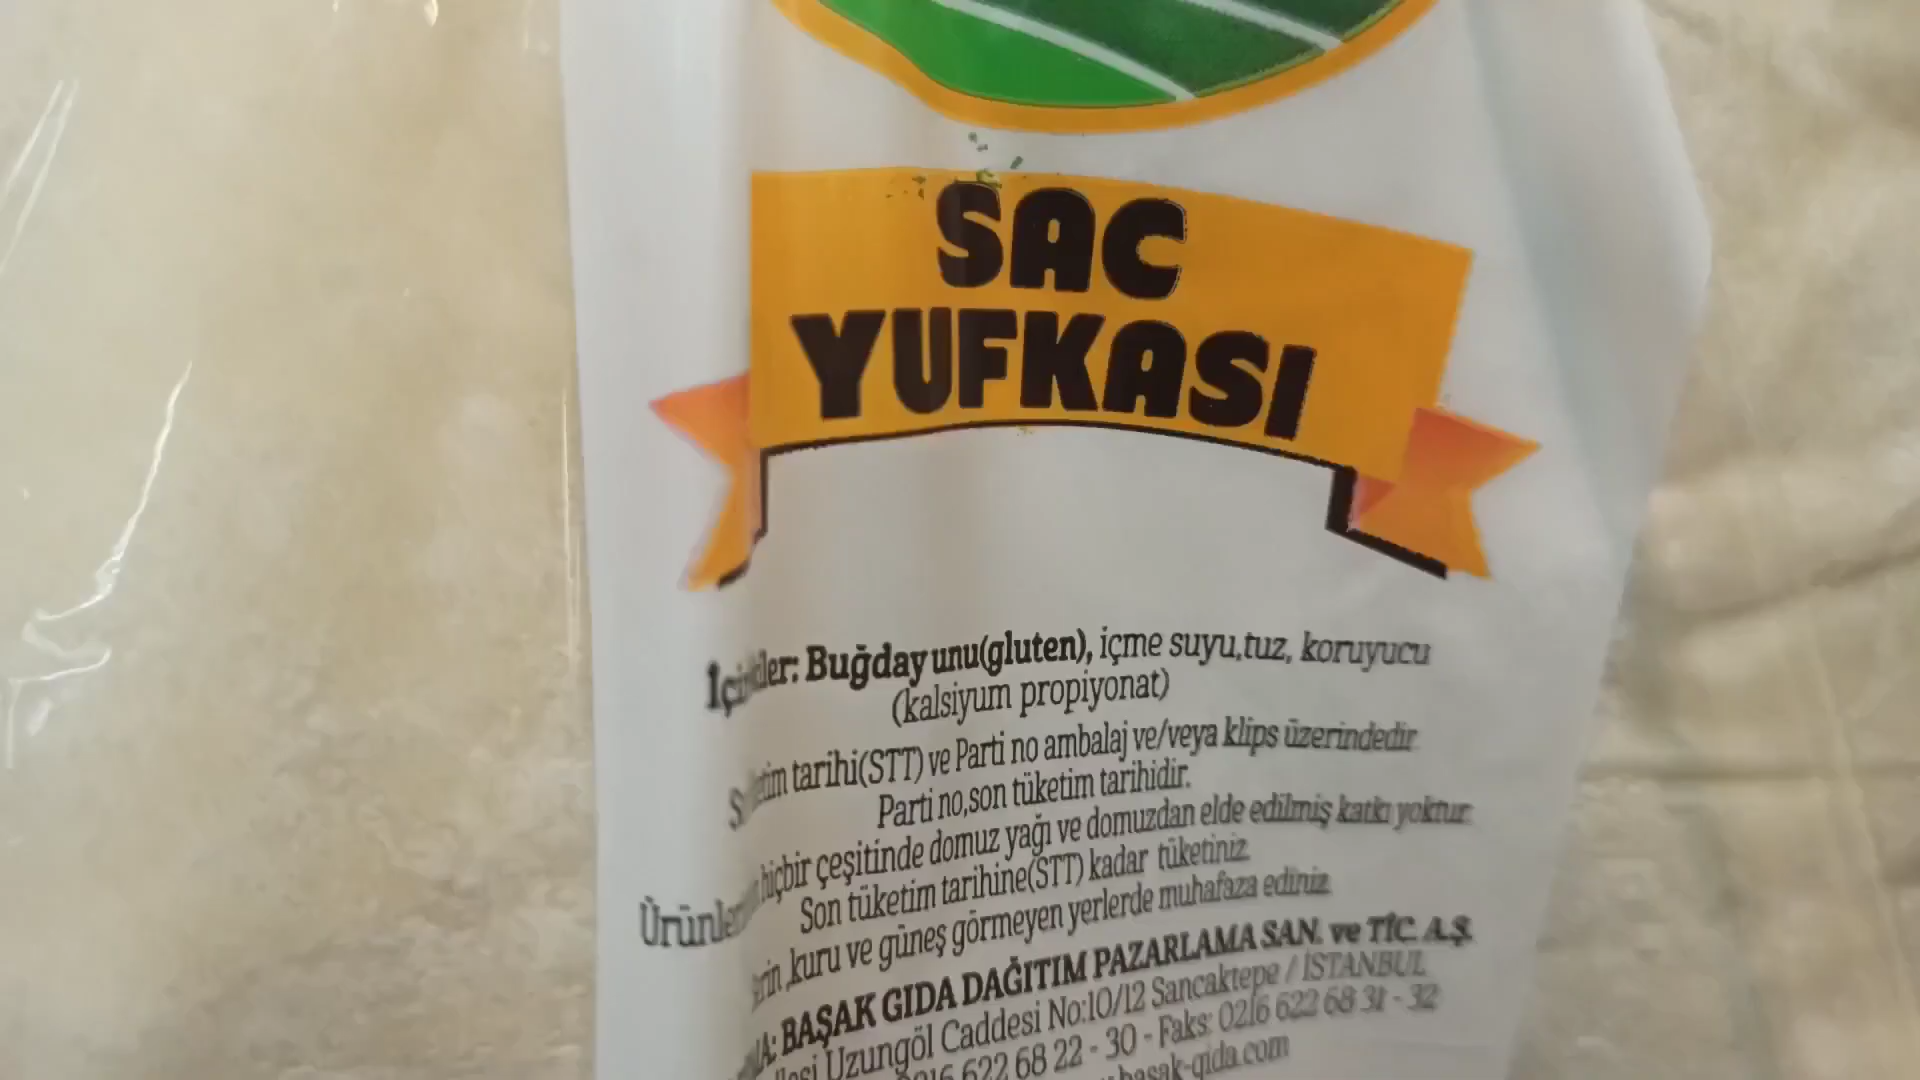 SAC
YUFKASI
Buğday unu(gluten), içme suyu,tuz, koruyucu
(kalsiyum propiyonat)
tarihi(STT) ve Parti no ambalaj ve/veya klips üzerindedir
Parti no,son tüketim tarihidir.
hiçbir çeşitinde domuz yağı ve domuzdan elde edilmiş katkı yoktur.
Son tüketim tarihine(STT) kadar tüketiniz
kuru ve güneş görmeyen yerlerde muhafaza ediniz
BAŞAK GIDA DAĞITIM PAZARLAMA SAN. ve TİC. A.Ş.
Uzungöl Caddesi No:10/12 Sancaktepe / İSTANBUL
622 68 22 - 30 - Faks: 0216 622 68 31 - 32
basak-gida.com